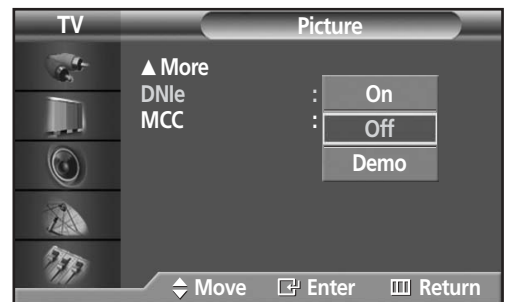 TV Picture
▲ More
DNIe : On
MCC : Off
Demo
Move Enter Return